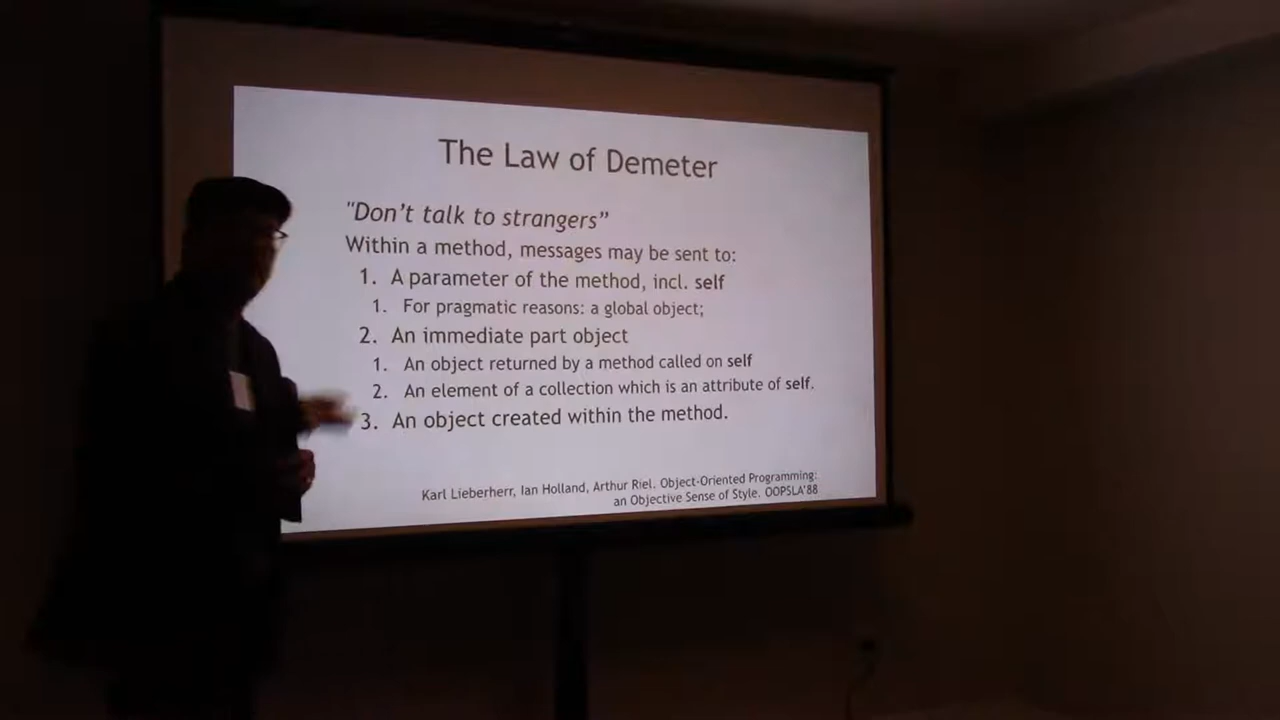 The Law of Demeter
"Don't talk to strangers”
Within a method, messages may be sent to:
1. A parameter of the method, incl. self
1. For pragmatic reasons: a global object;
2. An immediate part object
1. An object returned by a method called on self
2. An element of a collection which is an attribute of self.
3. An object created within the method.
Karl Lieberherr, Ian Holland, Arthur Riel. Object-Oriented Programming:
an Objective Sense of Style. OOPSLA'88